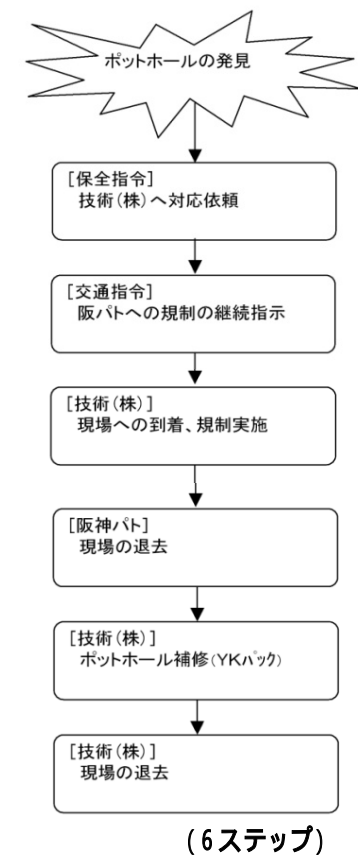 ポットホールの発見
[保全指令]
技術(株)へ対応依頼
[交通指令]
阪パトへの規制の継続指示
[技術(株)]
現場への到着、規制実施
[阪神パト]
現場の退去
[技術(株)]
ポットホール補修(YKパック)
[技術(株)]
現場の退去
(6ステップ)